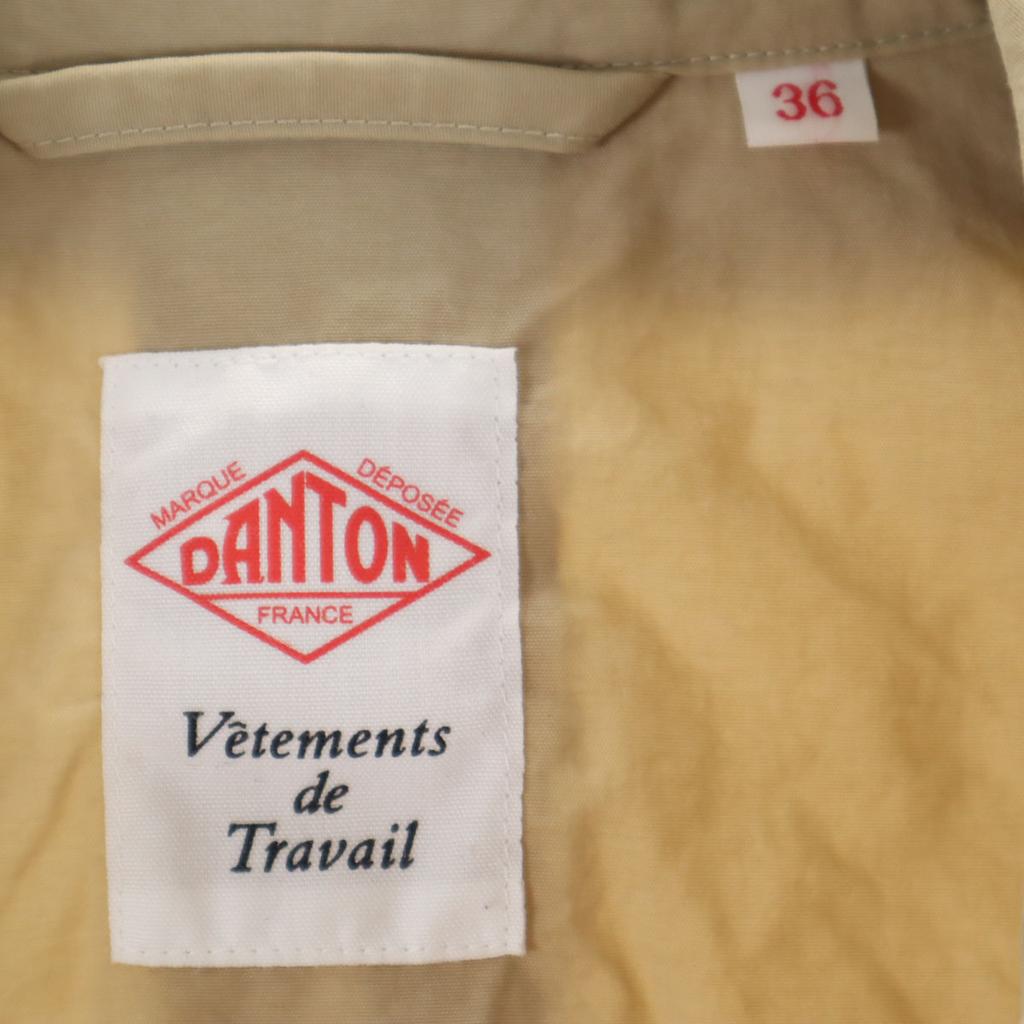 36
MARQUE DÉPOSÉE
DANTON
FRANCE
Vêtements
de
Travail